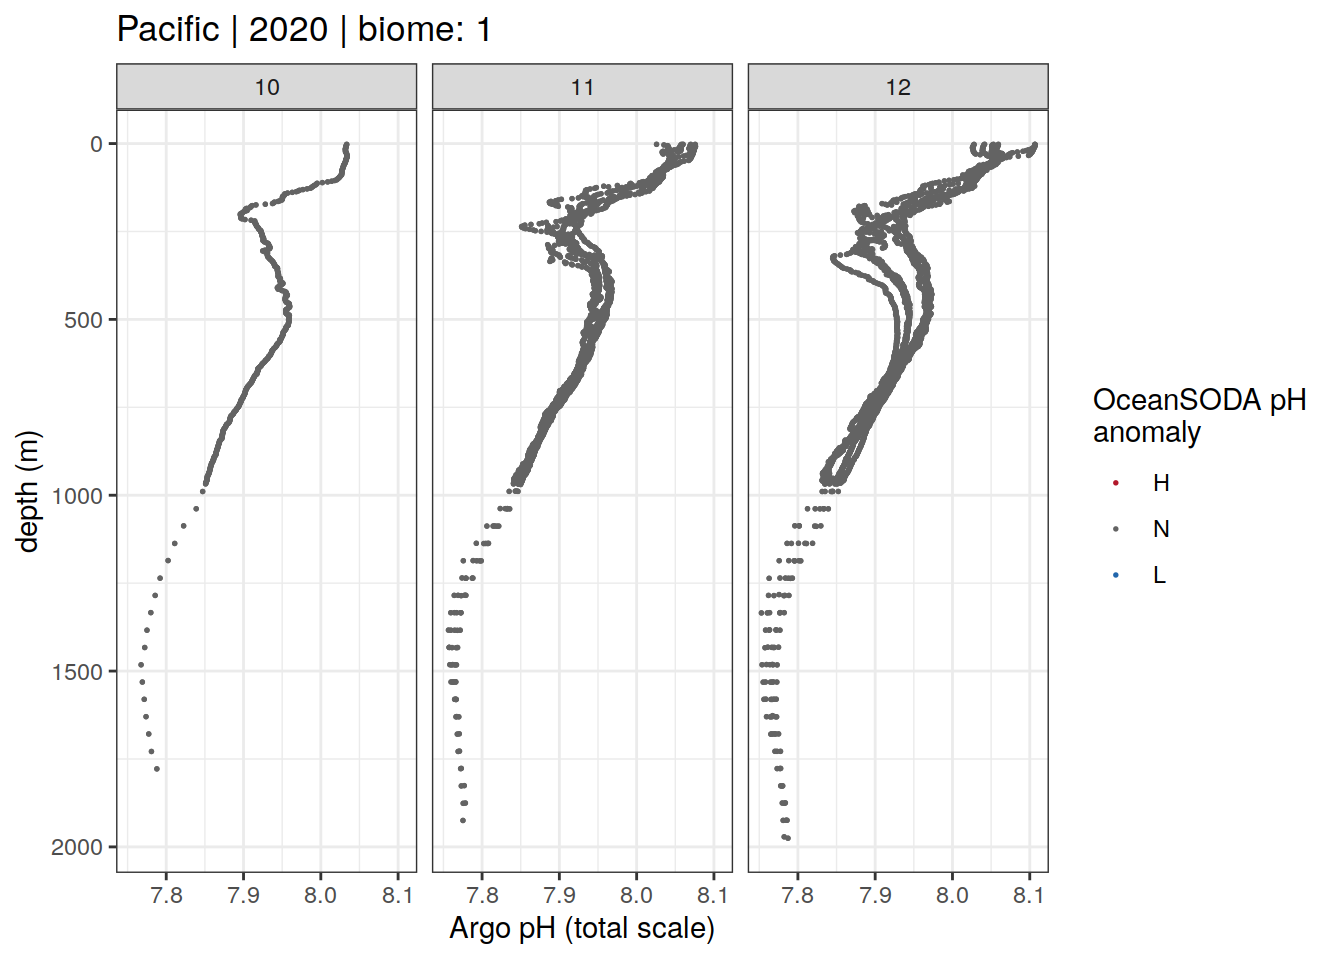 Pacific | 2020 | biome: 1
10 11 12
0
500
1000
1500
2000
depth (m)
7.8 7.9 8.0 8.1 7.8 7.9 8.0 8.1 7.8 7.9 8.0 8.1
Argo pH (total scale)
OceanSODA pH
anomaly
H
N
L